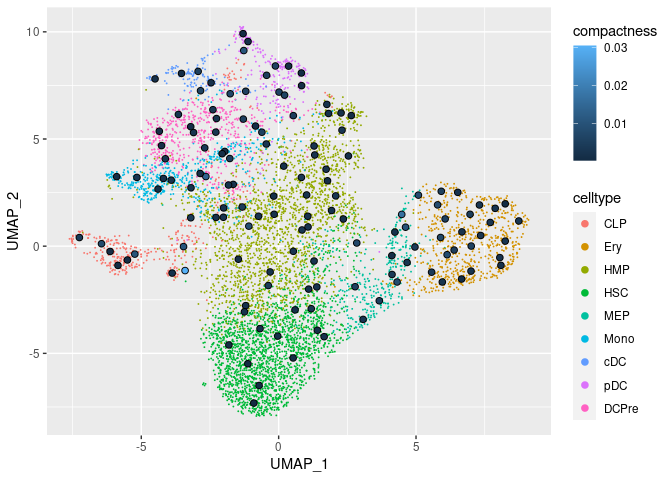 10
5
0
-5
-5
0
5
UMAP_1
UMAP_2
compactness
0.03
0.02
0.01
celltype
CLP
Ery
HMP
HSC
MEP
Mono
cDC
pDC
DCPre